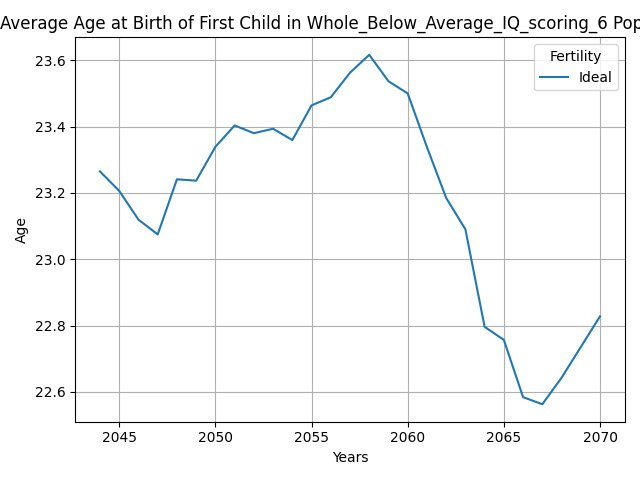 Average Age at Birth of First Child in Whole_Below_Average_IQ_scoring_6 Pop
Fertility
Ideal
23.6
23.4
23.2
23.0
22.8
22.6
Age
2045 2050 2055 2060 2065 2070
Years